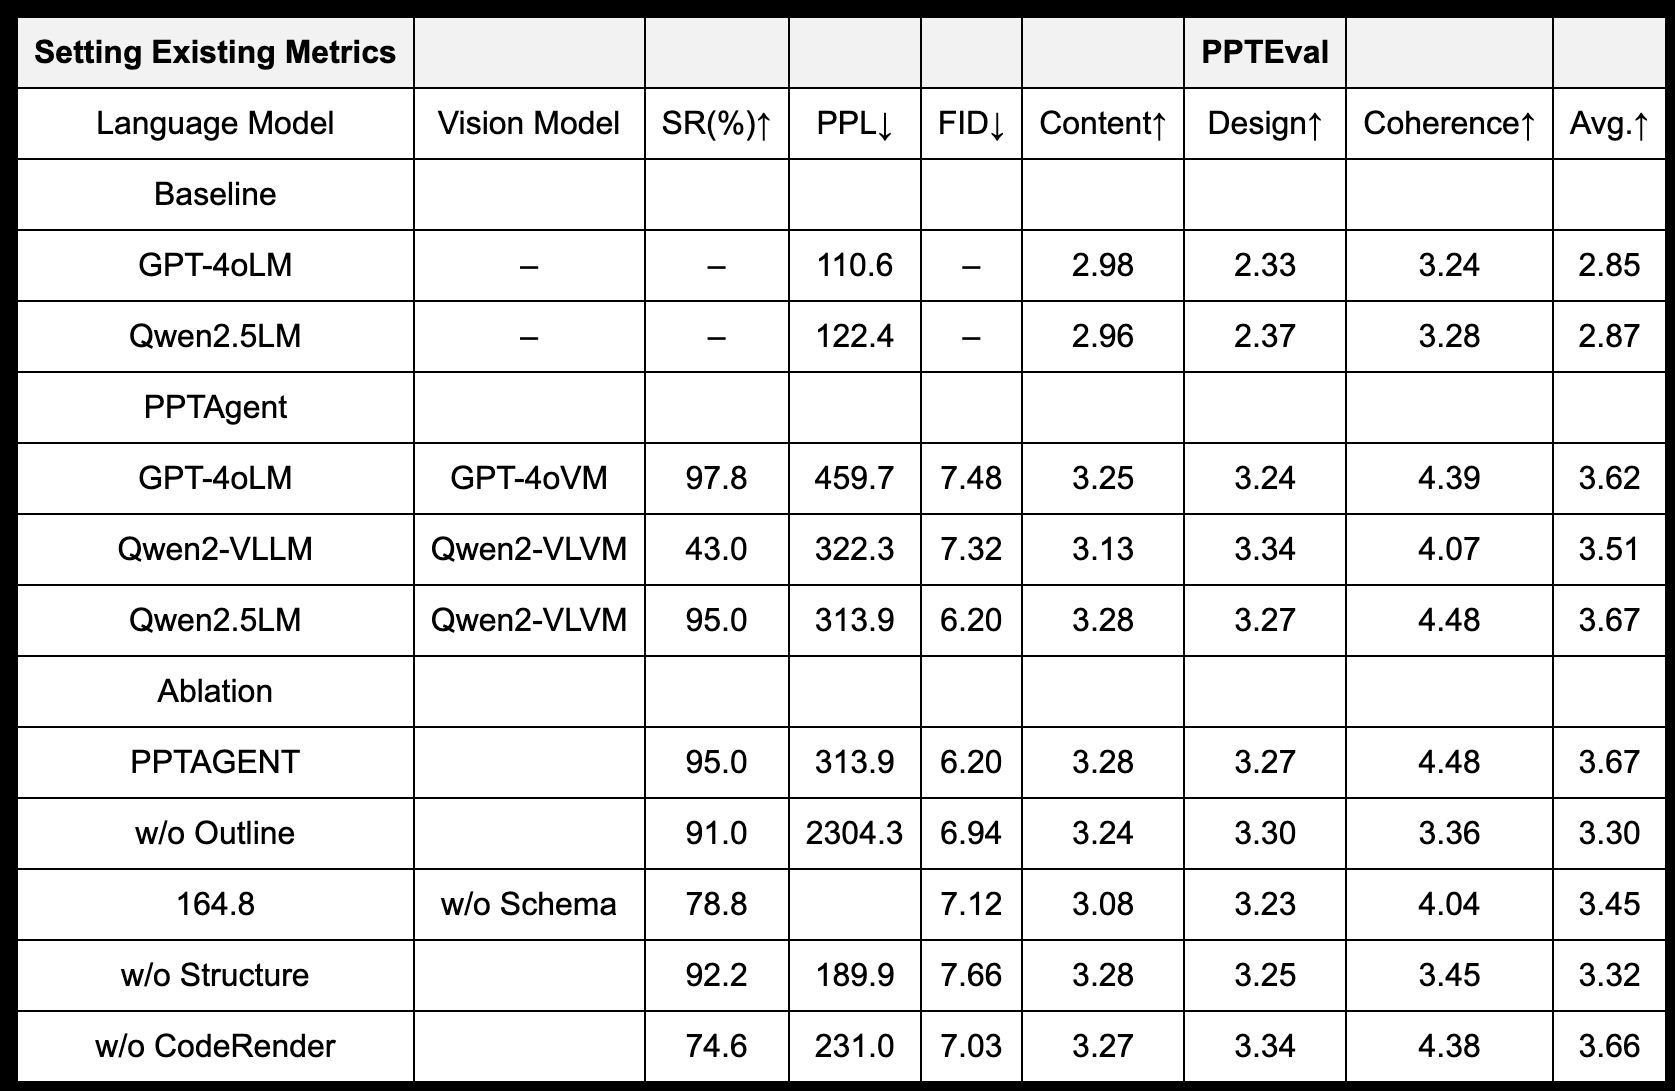 Setting Existing Metrics PPTEval
Language Model Vision Model SR(%)↑ PPL↓ FID↓ Content↑ Design↑ Coherence↑ Avg.↑
Baseline
GPT-4oLM – – 110.6 – 2.98 2.33 3.24 2.85
Qwen2.5LM – – 122.4 – 2.96 2.37 3.28 2.87
PPTAgent
GPT-4oLM GPT-4oVM 97.8 459.7 7.48 3.25 3.24 4.39 3.62
Qwen2-VLLM Qwen2-VLVM 43.0 322.3 7.32 3.13 3.34 4.07 3.51
Qwen2.5LM Qwen2-VLVM 95.0 313.9 6.20 3.28 3.27 4.48 3.67
Ablation
PPTAGENT 95.0 313.9 6.20 3.28 3.27 4.48 3.67
w/o Outline 91.0 2304.3 6.94 3.24 3.30 3.36 3.30
164.8 w/o Schema 78.8 7.12 3.08 3.23 4.04 3.45
w/o Structure 92.2 189.9 7.66 3.28 3.25 3.45 3.32
w/o CodeRender 74.6 231.0 7.03 3.27 3.34 4.38 3.66